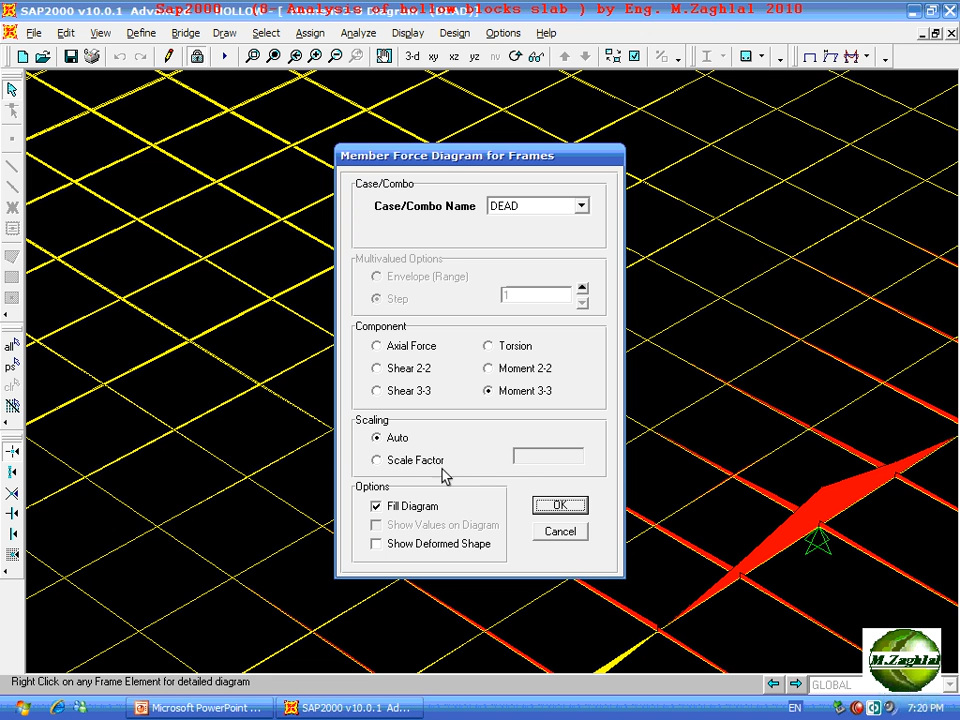 Sap2000 (8- Analysis of hollow blocks slab ) by Eng. M.Zaghlal 2010
SAP2000 v10.0.1
File Edit View Define Bridge Draw Select Assign Analyze Display Design Options Help
3-d xy xz yz nv
Member Force Diagram for Frames
Case/Combo
Case/Combo Name DEAD
Multivalued Options
Envelope (Range)
Step 1
Component
Axial Force Torsion
Shear 2-2 Moment 2-2
Shear 3-3 Moment 3-3
Scaling
Auto
Scale Factor
Options
Fill Diagram OK
Show Values on Diagram
Cancel
Show Deformed Shape
all
ps
clr
M.Zaghlal
Right Click on any Frame Element for detailed diagram GLOBAL
Microsoft PowerPoint ... SAP2000 v10.0.1 Ad... EN 7:20 PM